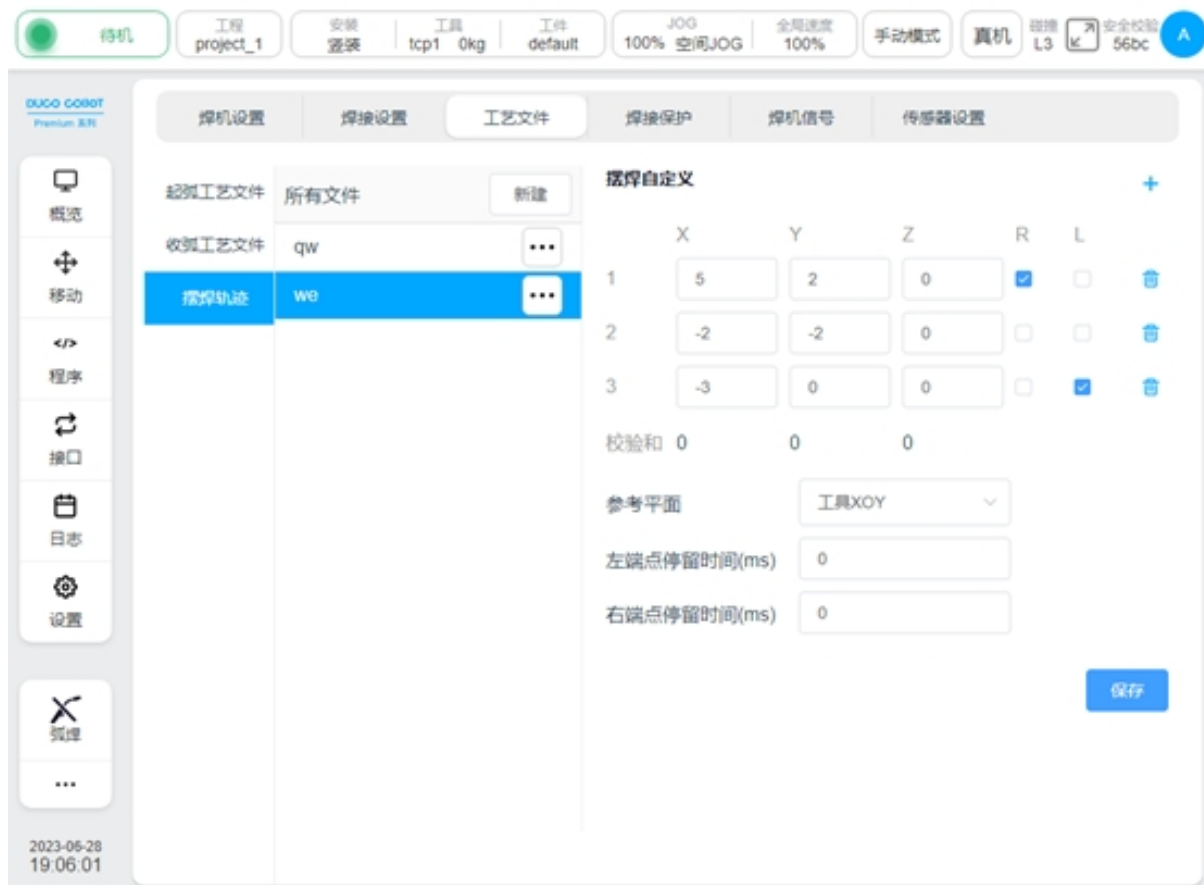 待机
工程
project_1
安装
竖装
工具
tcp1 0kg
工件
default
JOG
100% 空间JOG
全局速度
100%
手动模式
真机
碰撞
L3
安全校验
56bc
A
DUCO COBOT
Premium 系列
焊机设置 焊接设置 工艺文件 焊接保护 焊机信号 传感器设置
概览
移动
</>
程序
接口
日志
设置
弧焊
...
2023-06-28
19:06:01
起弧工艺文件
收弧工艺文件
摆焊轨迹
所有文件 新建
qw ...
we ...
摆焊自定义 +
X Y Z R L
1 5 2 0
2 -2 -2 0
3 -3 0 0
校验和 0 0 0
参考平面 工具XOY
左端点停留时间(ms) 0
右端点停留时间(ms) 0
保存